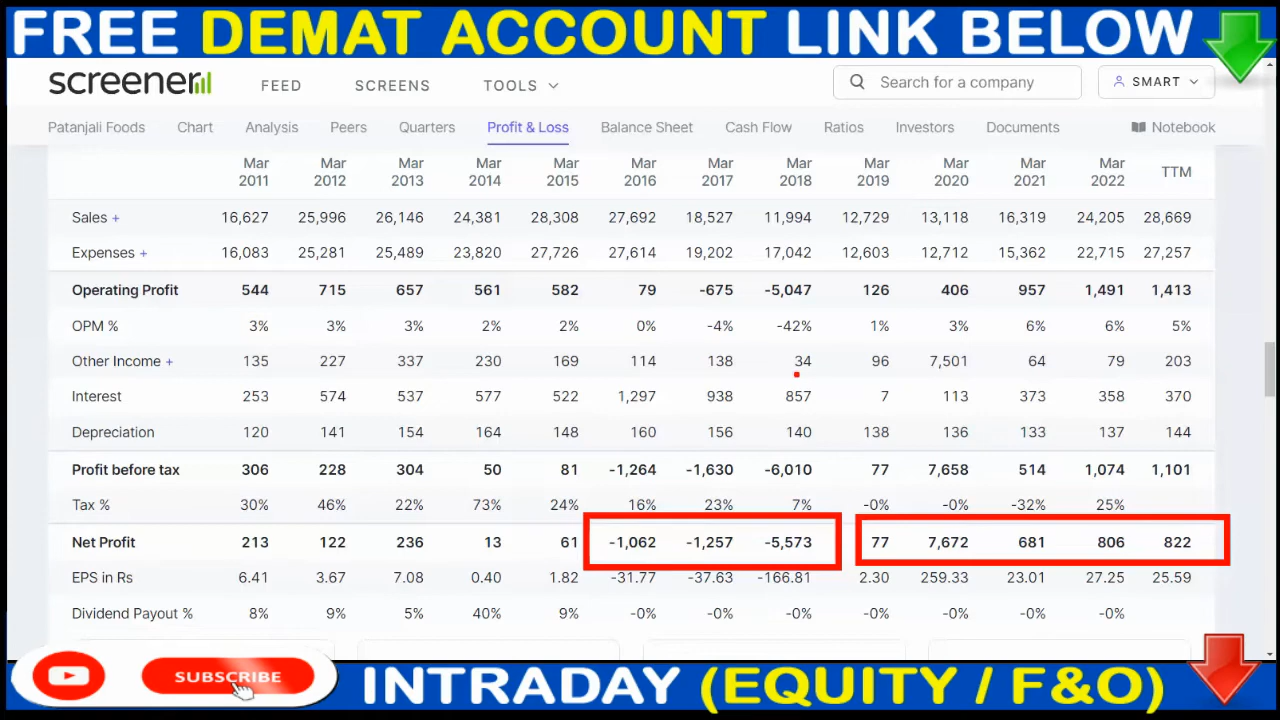 FREE DEMAT ACCOUNT LINK BELOW
screener FEED SCREENS TOOLS Search for a company SMART
Patanjali Foods Chart Analysis Peers Quarters Profit & Loss Balance Sheet Cash Flow Ratios Investors Documents Notebook
Mar Mar Mar Mar Mar Mar Mar Mar Mar Mar Mar Mar
2011 2012 2013 2014 2015 2016 2017 2018 2019 2020 2021 2022 TTM
Sales + 16,627 25,996 26,146 24,381 28,308 27,692 18,527 11,994 12,729 13,118 16,319 24,205 28,669
Expenses + 16,083 25,281 25,489 23,820 27,726 27,614 19,202 17,042 12,603 12,712 15,362 22,715 27,257
Operating Profit 544 715 657 561 582 79 -675 -5,047 126 406 957 1,491 1,413
OPM % 3% 3% 3% 2% 2% 0% -4% -42% 1% 3% 6% 6% 5%
Other Income + 135 227 337 230 169 114 138 34 96 7,501 64 79 203
Interest 253 574 537 577 522 1,297 938 857 7 113 373 358 370
Depreciation 120 141 154 164 148 160 156 140 138 136 133 137 144
Profit before tax 306 228 304 50 81 -1,264 -1,630 -6,010 77 7,658 514 1,074 1,101
Tax % 30% 46% 22% 73% 24% 16% 23% 7% -0% -0% -32% 25%
Net Profit 213 122 236 13 61 -1,062 -1,257 -5,573 77 7,672 681 806 822
EPS in Rs 6.41 3.67 7.08 0.40 1.82 -31.77 -37.63 -166.81 2.30 259.33 23.01 27.25 25.59
Dividend Payout % 8% 9% 5% 40% 9% -0% -0% -0% -0% -0% -0% -0%
SUBSCRIBE INTRADAY (EQUITY / F&O)